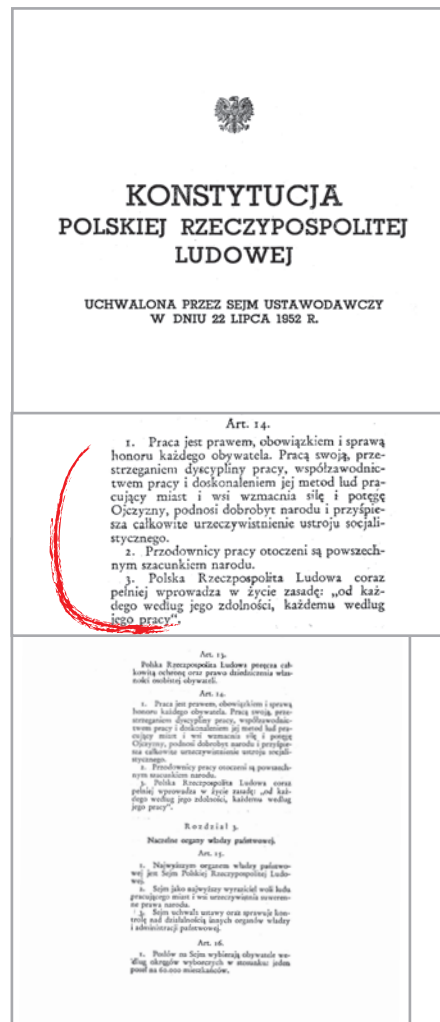 KONSTYTUCJA
POLSKIEJ RZECZYPOSPOLITEJ
LUDOWEJ
UCHWALONA PRZEZ SEJM USTAWODAWCZY
W DNIU 22 LIPCA 1952 R.
Art. 14.
1. Praca jest prawem, obowiązkiem i sprawą
honoru każdego obywatela. Pracą swoją, prze-
strzeganiem dyscypliny pracy, współzawodnic-
twem pracy i doskonaleniem jej metod lud pra-
cujący miast i wsi wzmacnia siłę i potęgę
Ojczyzny, podnosi dobrobyt narodu i przyśpie-
sza całkowite urzeczywistnienie ustroju socjali-
stycznego.
2. Przodownicy pracy otoczeni są powszech-
nym szacunkiem narodu.
3. Polska Rzeczpospolita Ludowa coraz
pełniej wprowadza w życie zasadę: „od każ-
dego według jego zdolności, każdemu według
jego pracy“.
Art. 13.
Polska Rzeczpospolita Ludowa poręcza cał-
kowitą ochronę oraz prawo dziedziczenia włas-
ności osobistej obywateli.
Art. 14.
1. Praca jest prawem, obowiązkiem i sprawą
honoru każdego obywatela. Pracą swoją, prze-
strzeganiem dyscypliny pracy, współzawodnic-
twem pracy i doskonaleniem jej metod lud pra-
cujący miast i wsi wzmacnia siłę i potęgę
Ojczyzny, podnosi dobrobyt narodu i przyśpie-
sza całkowite urzeczywistnienie ustroju socjali-
stycznego.
2. Przodownicy pracy otoczeni są powszech-
nym szacunkiem narodu.
3. Polska Rzeczpospolita Ludowa coraz
pełniej wprowadza w życie zasadę: „od każ-
dego według jego zdolności, każdemu według
jego pracy“.
Rozdział 3.
Naczelne organy władzy państwowej.
Art. 15.
1. Najwyższym organem władzy państwo-
wej jest Sejm Polskiej Rzeczypospolitej Ludo-
wej.
2. Sejm jako najwyższy wyraziciel woli ludu
pracującego miast i wsi urzeczywistnia suweren-
ne prawa narodu.
3. Sejm uchwala ustawy oraz sprawuje kon-
trolę nad działalnością innych organów władzy
i administracji państwowej.
Art. 16.
1. Posłów na Sejm wybierają obywatele we-
dług okręgów wyborczych w stosunku: jeden
poseł na 60.000 mieszkańców.